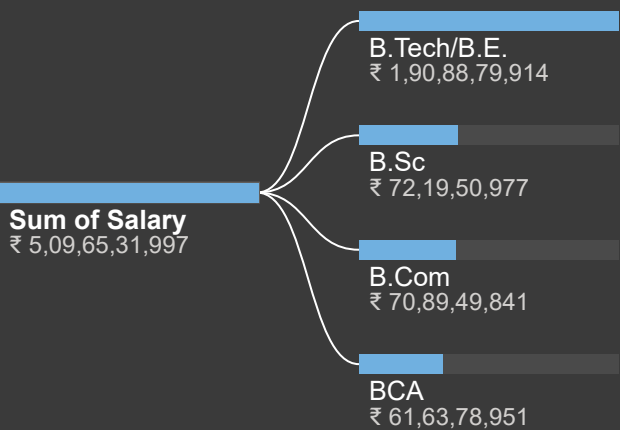 Sum of Salary
₹ 5,09,65,31,997
B.Tech/B.E.
₹ 1,90,88,79,914
B.Sc
₹ 72,19,50,977
B.Com
₹ 70,89,49,841
BCA
₹ 61,63,78,951